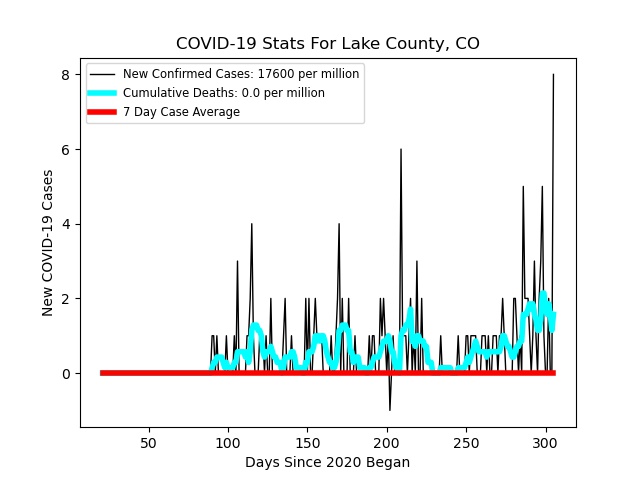 COVID-19 Stats For Lake County, CO
New Confirmed Cases: 17600 per million
Cumulative Deaths: 0.0 per million
7 Day Case Average
New COVID-19 Cases
8
6
4
2
0
50 100 150 200 250 300
Days Since 2020 Began